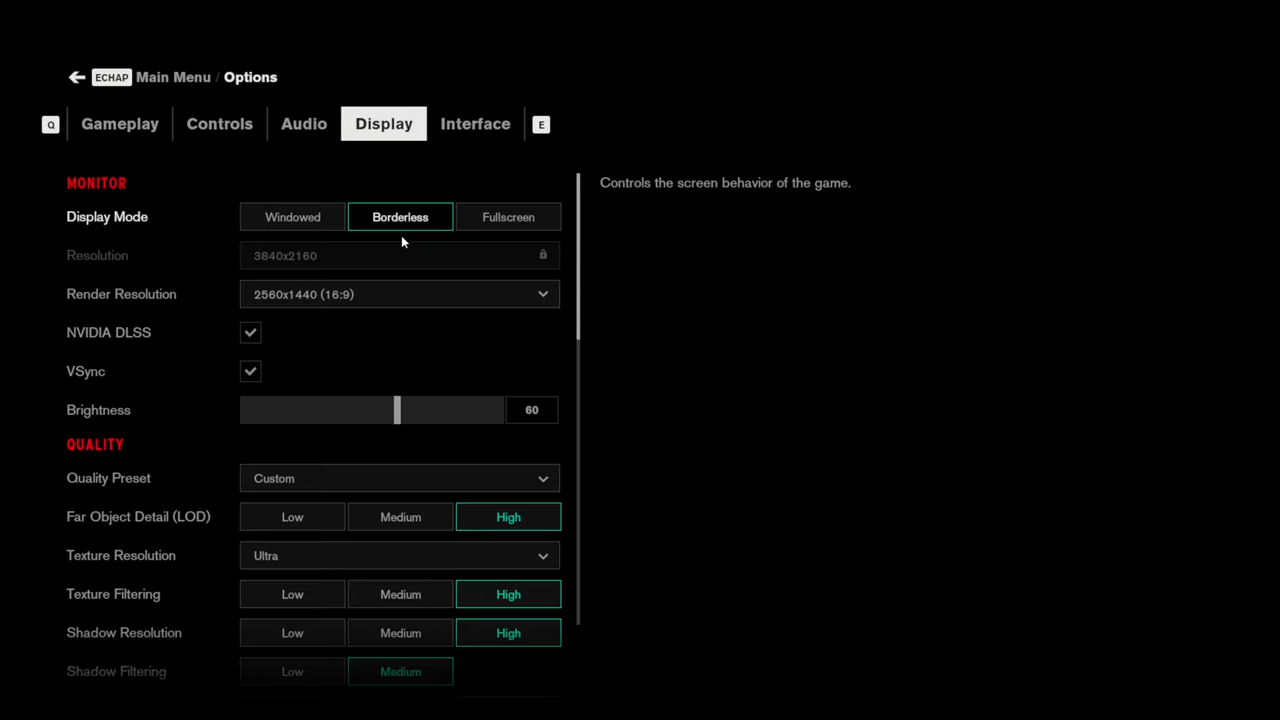 ECHAP Main Menu / Options
Q Gameplay Controls Audio Display Interface E
MONITOR
Controls the screen behavior of the game.
Display Mode Windowed Borderless Fullscreen
Resolution 3840x2160
Render Resolution 2560x1440 (16:9)
NVIDIA DLSS
VSync
Brightness 60
QUALITY
Quality Preset Custom
Far Object Detail (LOD) Low Medium High
Texture Resolution Ultra
Texture Filtering Low Medium High
Shadow Resolution Low Medium High
Shadow Filtering Low Medium